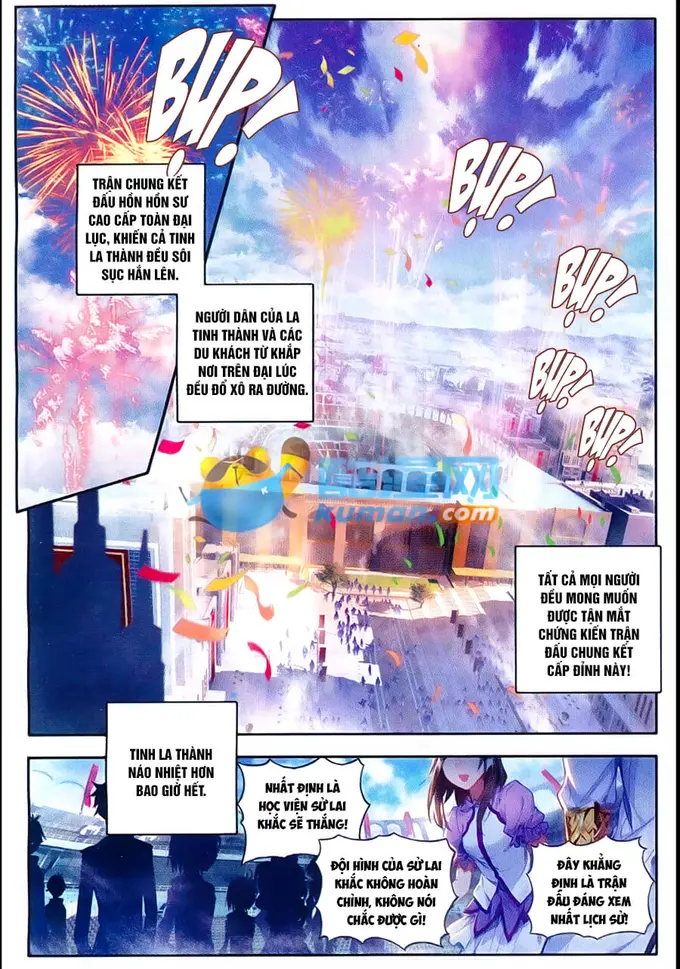 BỤP!
BỤP!
BỤP!
BỤP!
BỤP!
TRẬN CHUNG KẾT
ĐẤU HỒN HỒN SƯ
CAO CẤP TOÀN ĐẠI
LỤC, KHIẾN CẢ TINH
LA THÀNH ĐỀU SÔI
SỤC HẲN LÊN.
NGƯỜI DÂN CỦA LA
TINH THÀNH VÀ CÁC
DU KHÁCH TỪ KHẮP
NƠI TRÊN ĐẠI LÚC
ĐỀU ĐỔ XÔ RA ĐƯỜNG.
kuman.com
TẤT CẢ MỌI NGƯỜI
ĐỀU MONG MUỐN
ĐƯỢC TẬN MẮT
CHỨNG KIẾN TRẬN
ĐẤU CHUNG KẾT
CẤP ĐỈNH NÀY!
TINH LA THÀNH
NÁO NHIỆT HƠN
BAO GIỜ HẾT.
NHẤT ĐỊNH LÀ
HỌC VIỆN SỬ LAI
KHẮC SẼ THẮNG!
ĐỘI HÌNH CỦA SỬ LAI
KHẮC KHÔNG HOÀN
CHỈNH, KHÔNG NÓI
CHẮC ĐƯỢC GÌ!
ĐÂY KHẲNG
ĐỊNH LÀ TRẬN
ĐẤU ĐÁNG XEM
NHẤT LỊCH SỬ!